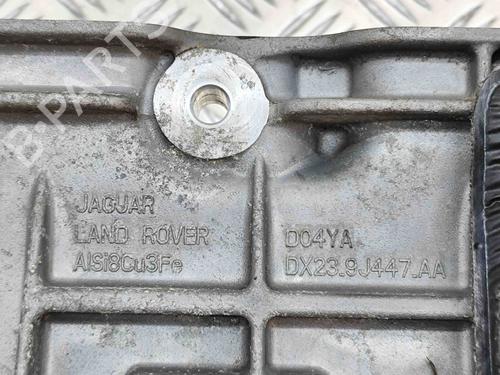 B-PARTS
JAGUAR
LAND ROVER
AlSi8Cu3Fe
D04YA
DX23.9J447.AA